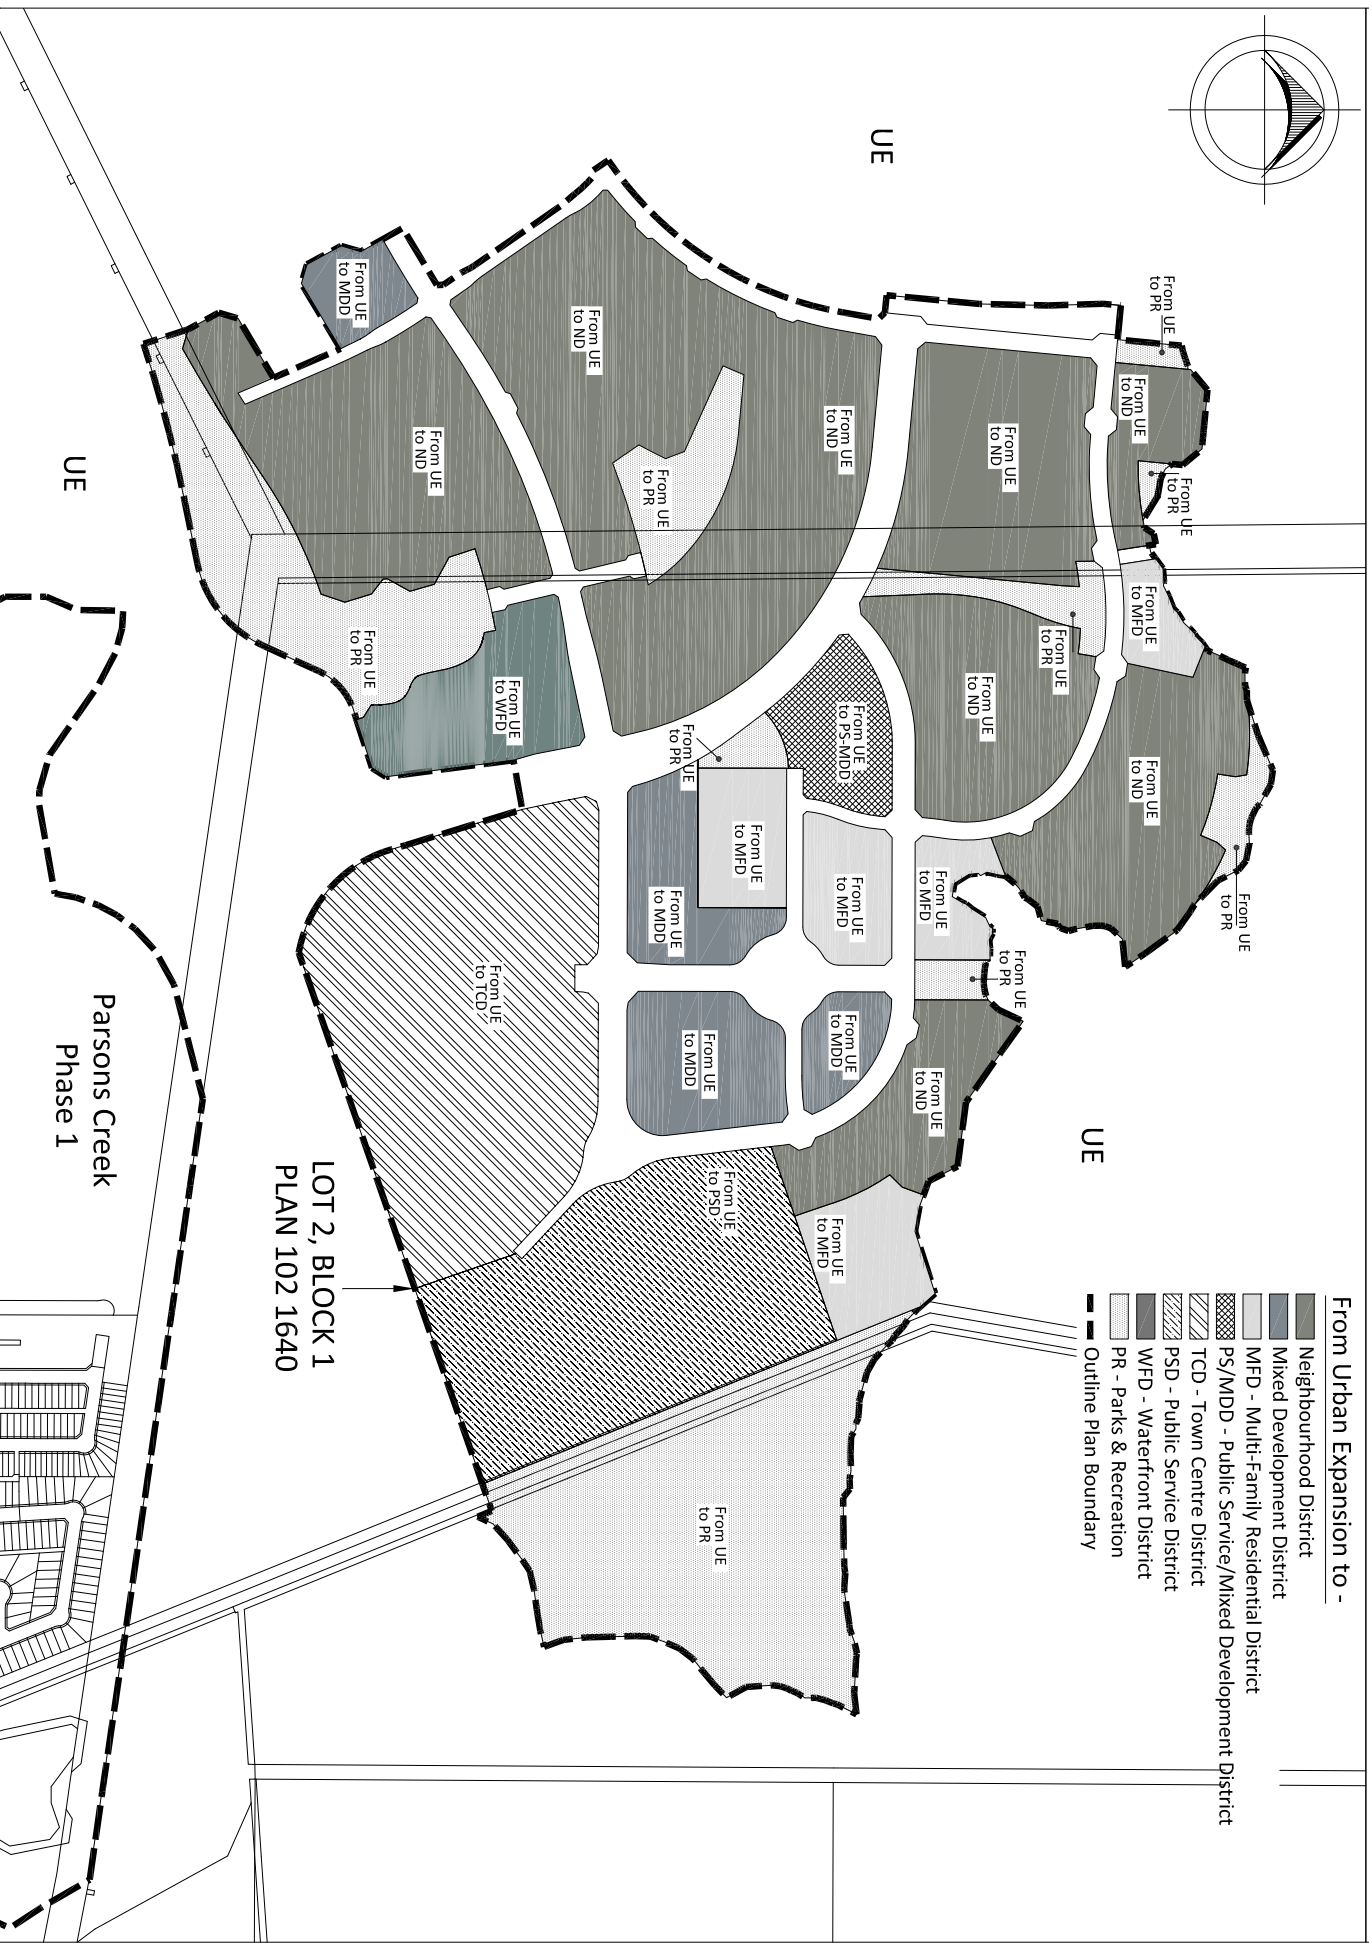 From Urban Expansion to -
Neighbourhood District
Mixed Development District
MFD - Multi-Family Residential District
PS/MDD - Public Service/Mixed Development District
TCD - Town Centre District
PSD - Public Service District
WFD - Waterfront District
PR - Parks & Recreation
Outline Plan Boundary
From UE
to PR
From UE
to PR
From UE
to PR
From UE
to ND
From UE
to MFD
From UE
to ND
UE
From UE
to PR
From UE
to PR
From UE
to ND
From UE
to ND
From UE
to MFD
From UE
to ND
UE
From UE
to PS-MDD
From UE
to MFD
From UE
to MDD
From UE
to ND
From UE
to MFD
From UE
to MFD
From UE
to PSD
From UE
to PR
From UE
to MDD
From UE
to PR
From UE
to MDD
From UE
to PR
From UE
to ND
From UE
to WFD
From UE
to TCD
From UE
to ND
From UE
to PR
From UE
to MDD
LOT 2, BLOCK 1
PLAN 102 1640
Parsons Creek
Phase 1
UE